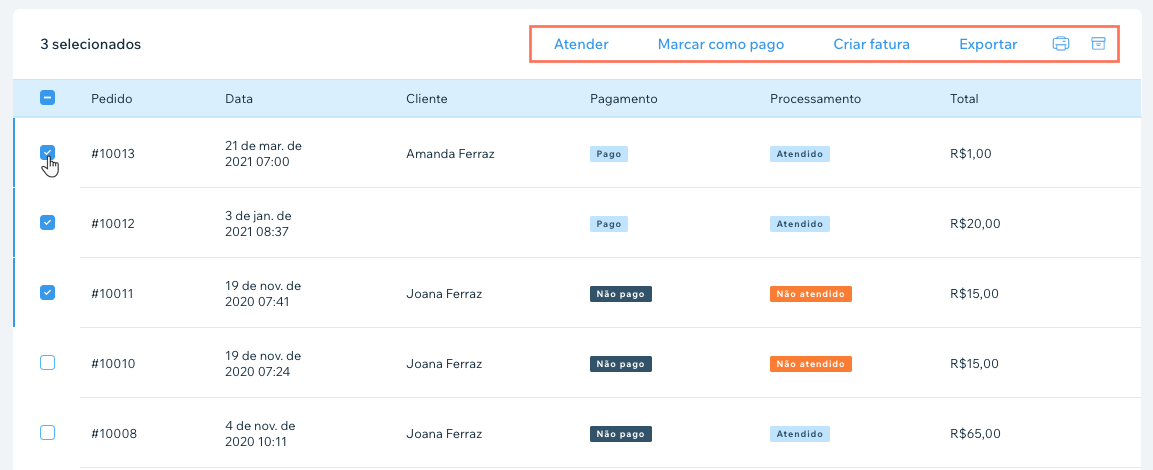 3 selecionados Atender Marcar como pago Criar fatura Exportar
Pedido Data Cliente Pagamento Processamento Total
#10013 21 de mar. de 2021 07:00 Amanda Ferraz Pago Atendido R$1,00
#10012 3 de jan. de 2021 08:37 Pago Atendido R$20,00
#10011 19 de nov. de 2020 07:41 Joana Ferraz Não pago Não atendido R$15,00
#10010 19 de nov. de 2020 07:24 Joana Ferraz Não pago Não atendido R$15,00
#10008 4 de nov. de 2020 10:11 Joana Ferraz Não pago Atendido R$65,00